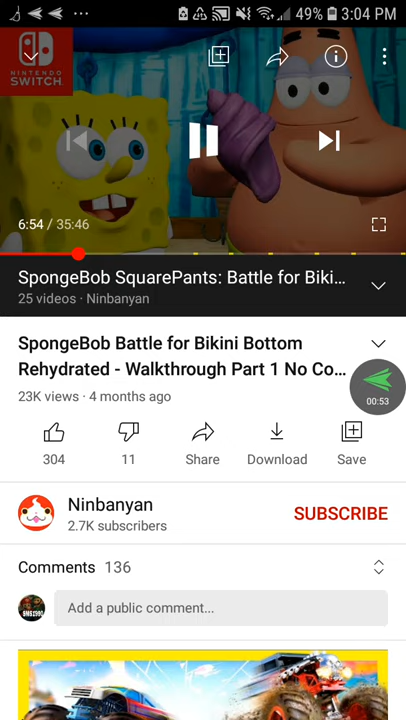 49% 3:04 PM
NINTENDO
SWITCH
6:54 / 35:46
SpongeBob SquarePants: Battle for Biki...
25 videos · Ninbanyan
SpongeBob Battle for Bikini Bottom
Rehydrated - Walkthrough Part 1 No Co...
23K views · 4 months ago
00:53
304
11
Share
Download
Save
Ninbanyan
2.7K subscribers
SUBSCRIBE
Comments 136
Add a public comment...